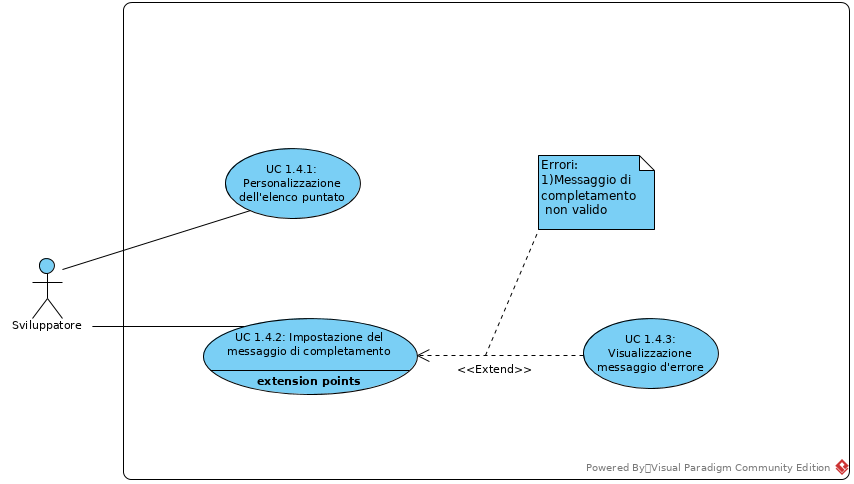 UC 1.4.1:
Personalizzazione
dell'elenco puntato
Errori:
1)Messaggio di
completamento
non valido
Sviluppatore
UC 1.4.2: Impostazione del
messaggio di completamento
extension points
<<Extend>>
UC 1.4.3:
Visualizzazione
messaggio d'errore
Powered By Visual Paradigm Community Edition